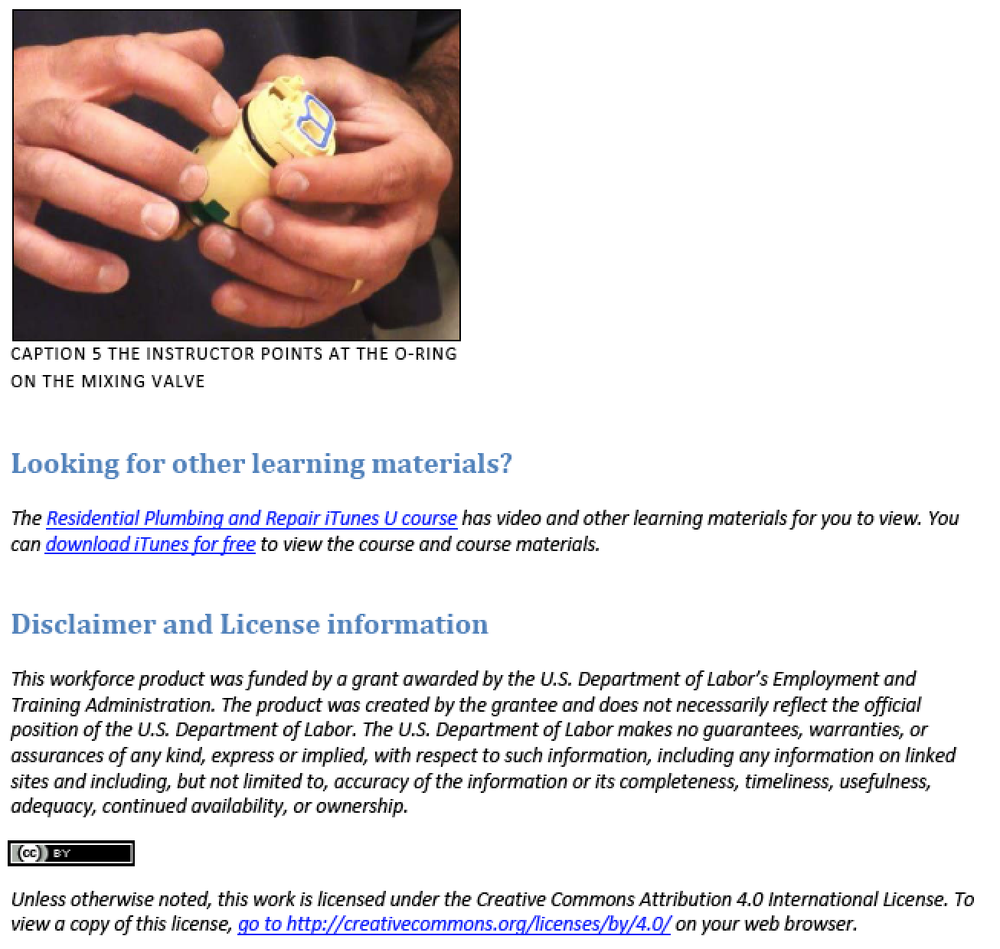 CAPTION 5 THE INSTRUCTOR POINTS AT THE O-RING
ON THE MIXING VALVE
Looking for other learning materials?
The Residential Plumbing and Repair iTunes U course has video and other learning materials for you to view. You
can download iTunes for free to view the course and course materials.
Disclaimer and License information
This workforce product was funded by a grant awarded by the U.S. Department of Labor’s Employment and
Training Administration. The product was created by the grantee and does not necessarily reflect the official
position of the U.S. Department of Labor. The U.S. Department of Labor makes no guarantees, warranties, or
assurances of any kind, express or implied, with respect to such information, including any information on linked
sites and including, but not limited to, accuracy of the information or its completeness, timeliness, usefulness,
adequacy, continued availability, or ownership.
(cc) BY
Unless otherwise noted, this work is licensed under the Creative Commons Attribution 4.0 International License. To
view a copy of this license, go to http://creativecommons.org/licenses/by/4.0/ on your web browser.